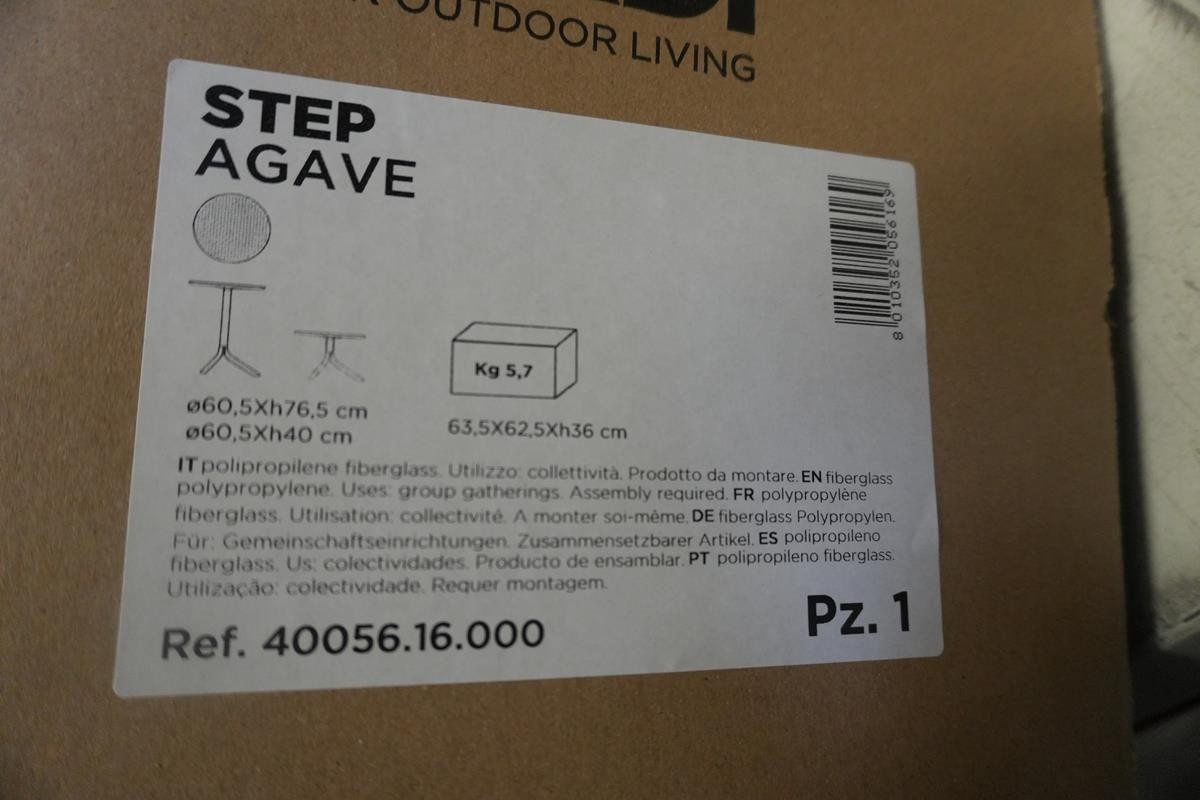 OUTDOOR LIVING
STEP
AGAVE
8 010352 056169
Kg 5,7
ø60,5Xh76,5 cm
ø60,5Xh40 cm
63,5X62,5Xh36 cm
IT polipropilene fiberglass. Utilizzo: collettività. Prodotto da montare. EN fiberglass
polypropylene. Uses: group gatherings. Assembly required. FR polypropylène
fiberglass. Utilisation: collectivité. A monter soi-même. DE fiberglass Polypropylen.
Für: Gemeinschaftseinrichtungen. Zusammensetzbarer Artikel. ES polipropileno
fiberglass. Us: colectividades. Producto de ensamblar. PT polipropileno fiberglass.
Utilização: colectividade. Requer montagem.
Ref. 40056.16.000
Pz. 1